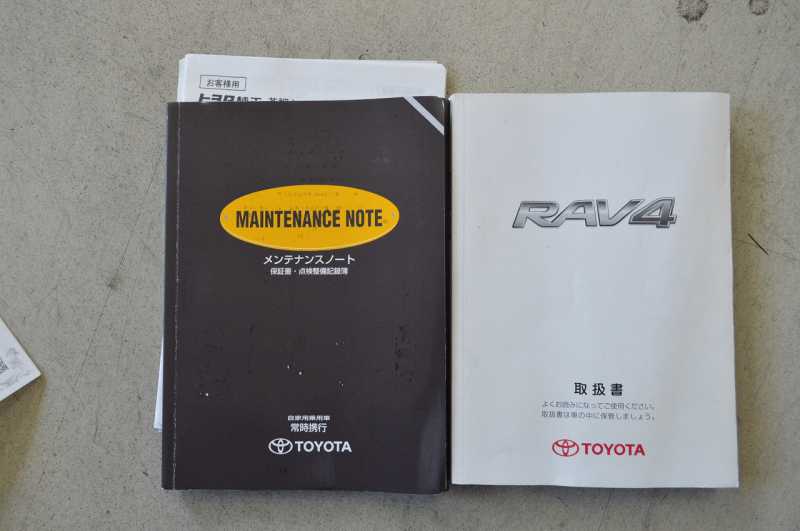 お客様用
MAINTENANCE NOTE
メンテナンスノート
保証書・点検整備記録簿
自家用乗用車
常時携行
TOYOTA
RAV4
取扱書
よくお読みになってご使用ください。
取扱書は車の中に保管しましょう。
TOYOTA